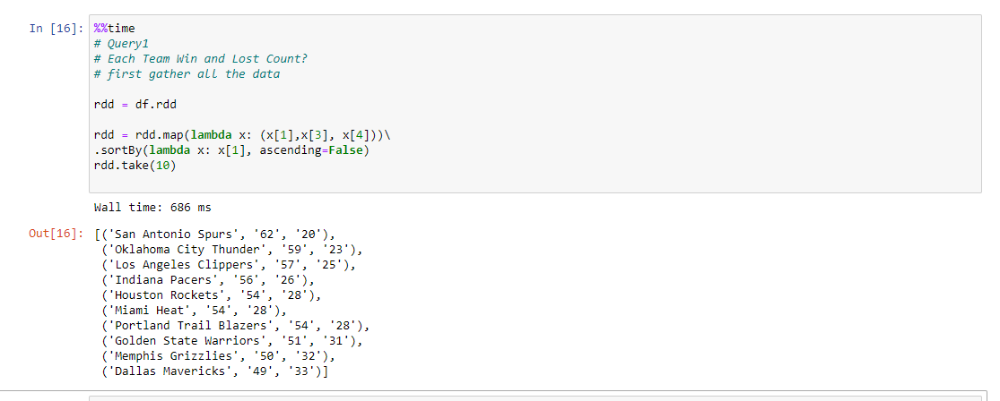 In [16]: %%time
# Query1
# Each Team Win and Lost Count?
# first gather all the data
rdd = df.rdd
rdd = rdd.map(lambda x: (x[1],x[3], x[4]))\
.sortBy(lambda x: x[1], ascending=False)
rdd.take(10)
Wall time: 686 ms
Out[16]: [('San Antonio Spurs', '62', '20'),
('Oklahoma City Thunder', '59', '23'),
('Los Angeles Clippers', '57', '25'),
('Indiana Pacers', '56', '26'),
('Houston Rockets', '54', '28'),
('Miami Heat', '54', '28'),
('Portland Trail Blazers', '54', '28'),
('Golden State Warriors', '51', '31'),
('Memphis Grizzlies', '50', '32'),
('Dallas Mavericks', '49', '33')]